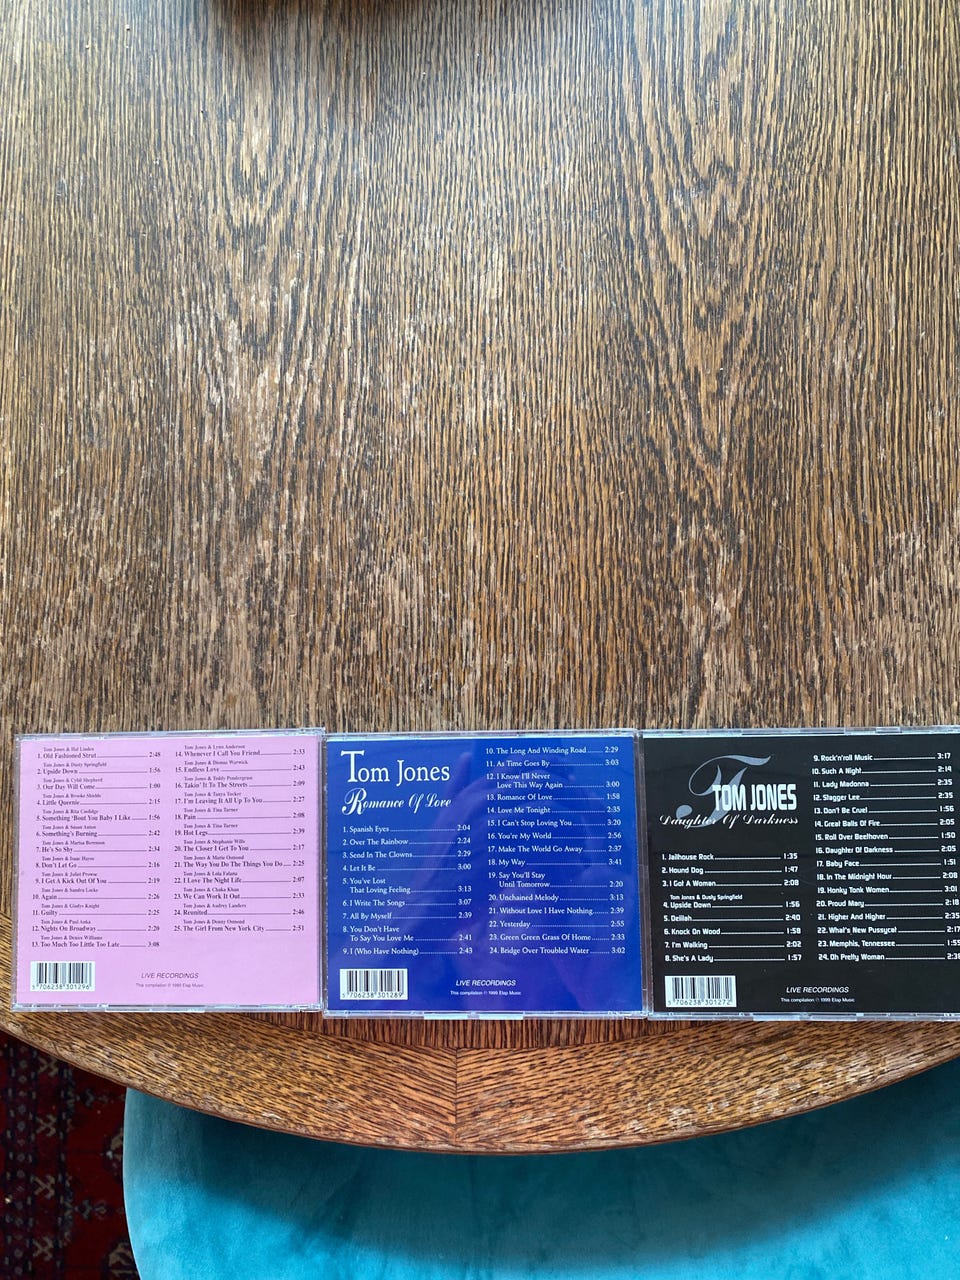 Tom Jones & Hal Linden
1. Old Fashioned Strut 2:48
Tom Jones & Dusty Springfield
2. Upside Down 1:56
Tom Jones & Cybil Shepherd
3. Our Day Will Come 1:00
Tom Jones & Brooke Shields
4. Little Queenie 2:15
Tom Jones & Rita Coolidge
5. Something 'Bout You Baby I Like 1:56
Tom Jones & Susan Anton
6. Something's Burning 2:42
Tom Jones & Marisa Berenson
7. He's So Shy 2:34
Tom Jones & Isaac Hayes
8. Don't Let Go 2:16
Tom Jones & Juliet Prowse
9. I Get A Kick Out Of You 2:19
Tom Jones & Sandra Locke
10. Again 2:26
Tom Jones & Gladys Knight
11. Guilty 2:25
Tom Jones & Paul Anka
12. Nights On Broadway 2:20
Tom Jones & Denice Williams
13. Too Much Too Little Too Late 3:08
Tom Jones & Lynn Anderson
14. Whenever I Call You Friend 2:33
Tom Jones & Dionne Warwick
15. Endless Love 2:43
Tom Jones & Teddy Pendergrass
16. Takin' It To The Streets 2:09
Tom Jones & Tanya Tucker
17. I'm Leaving It All Up To You 2:27
Tom Jones & Tina Turner
18. Pain 2:08
Tom Jones & Tina Turner
19. Hot Legs 2:39
Tom Jones & Stephanie Wills
20. The Closer I Get To You 2:17
Tom Jones & Marie Osmond
21. The Way You Do The Things You Do 2:25
Tom Jones & Lola Falana
22. I Love The Night Life 2:07
Tom Jones & Chaka Khan
23. We Can Work It Out 2:33
Tom Jones & Audrey Landers
24. Reunited 2:46
Tom Jones & Donny Osmond
25. The Girl From New York City 2:51
LIVE RECORDINGS
This compilation ℗ 1999 Elap Music
5 706238 301296
Tom Jones
Romance Of Love
1. Spanish Eyes 2:04
2. Over The Rainbow 2:24
3. Send In The Clowns 2:29
4. Let It Be 3:00
5. You've Lost
That Loving Feeling 3:13
6. I Write The Songs 3:07
7. All By Myself 2:39
8. You Don't Have
To Say You Love Me 2:41
9. I (Who Have Nothing) 2:43
10. The Long And Winding Road 2:29
11. As Time Goes By 3:03
12. I Know I'll Never
Love This Way Again 3:00
13. Romance Of Love 1:58
14. Love Me Tonight 2:35
15. I Can't Stop Loving You 3:20
16. You're My World 2:56
17. Make The World Go Away 2:37
18. My Way 3:41
19. Say You'll Stay
Until Tomorrow 2:20
20. Unchained Melody 3:13
21. Without Love I Have Nothing 2:39
22. Yesterday 2:55
23. Green Green Grass Of Home 2:33
24. Bridge Over Troubled Water 3:02
LIVE RECORDINGS
This compilation ℗ 1999 Elap Music
5 706238 301289
TJ
TOM JONES
Daughter Of Darkness
1. Jailhouse Rock 1:35
2. Hound Dog 1:47
3. I Got A Woman 2:08
Tom Jones & Dusty Springfield
4. Upside Down 1:56
5. Delilah 2:40
6. Knock On Wood 1:58
7. I'm Walking 2:02
8. She's A Lady 1:57
9. Rock'n'roll Music 3:17
10. Such A Night 2:14
11. Lady Madonna 2:35
12. Stagger Lee 2:35
13. Don't Be Cruel 1:56
14. Great Balls Of Fire 2:05
15. Roll Over Beethoven 1:50
16. Daughter Of Darkness 2:05
17. Baby Face 1:51
18. In The Midnight Hour 2:08
19. Honky Tonk Women 3:01
20. Proud Mary 2:18
21. Higher And Higher 2:35
22. What's New Pussycat 2:17
23. Memphis, Tennessee 1:55
24. Oh Pretty Woman
LIVE RECORDINGS
This compilation ℗ 1999 Elap Music
5 706238 301272